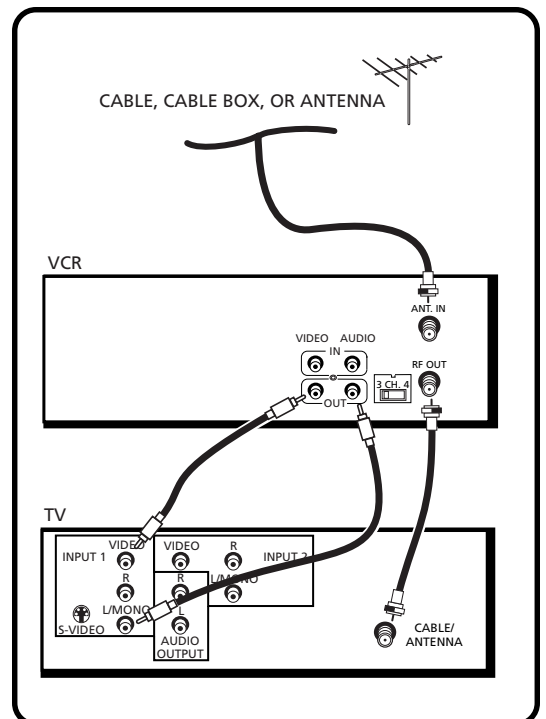 CABLE, CABLE BOX, OR ANTENNA
VCR
ANT. IN
VIDEO AUDIO
IN
RF OUT
3 CH. 4
OUT
TV
VIDEO
INPUT 1
VIDEO
R
INPUT 2
R
R
L/MONO
L/MONO
L
S-VIDEO
AUDIO
OUTPUT
CABLE/
ANTENNA